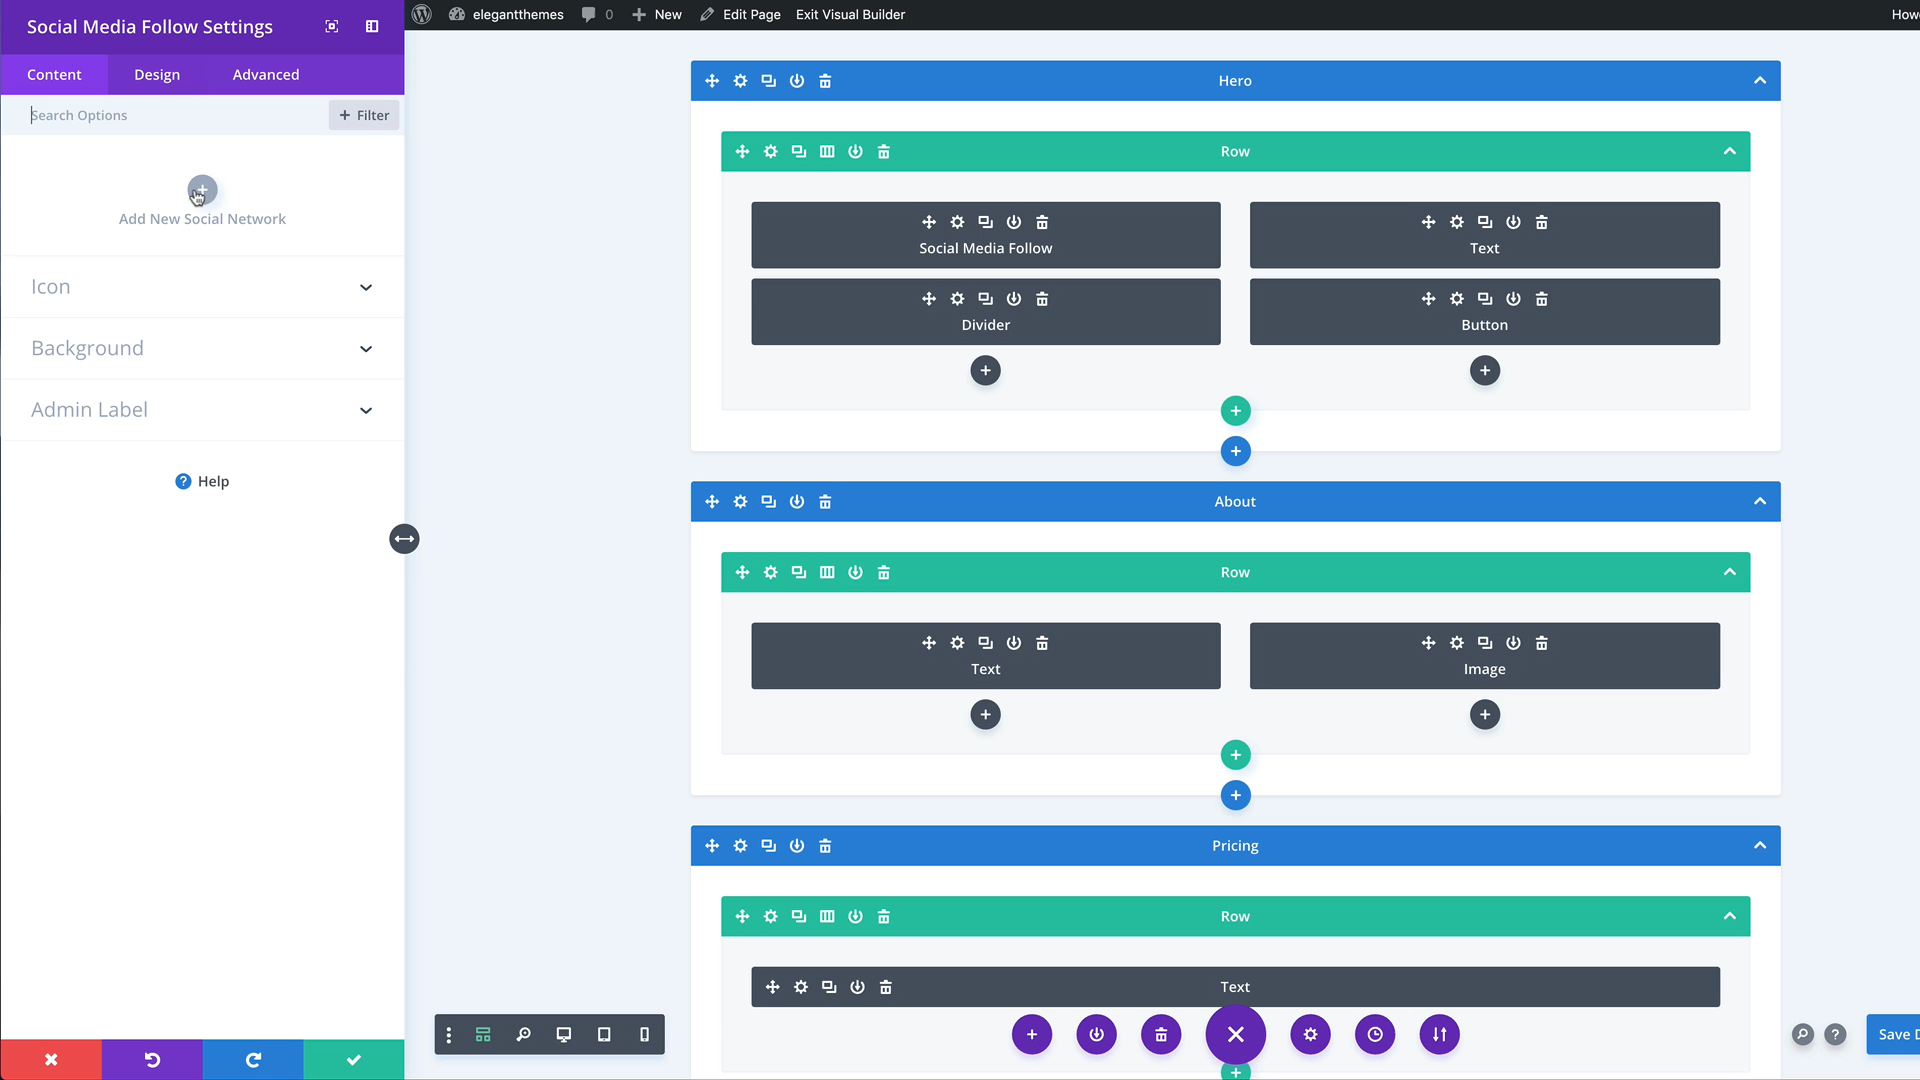 Social Media Follow Settings
Content
Design
Advanced
Search Options
+ Filter
Add New Social Network
Icon
Background
Admin Label
? Help
elegantthemes
0
New
Edit Page
Exit Visual Builder
How
Hero
Row
Social Media Follow
Text
Divider
Button
About
Row
Text
Image
Pricing
Row
Text
?
Save D